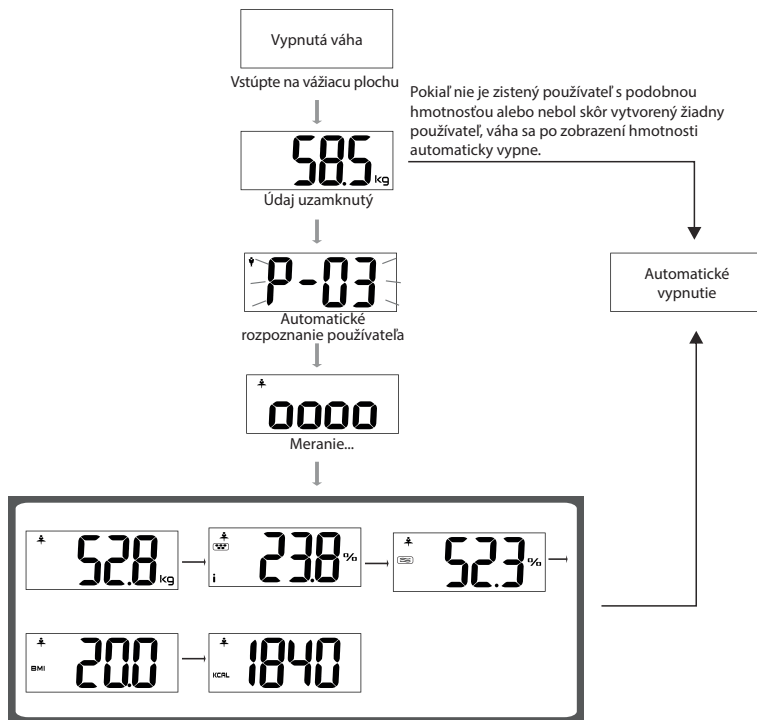 Vypnutá váha
Vstúpte na vážiacu plochu
Pokiaľ nie je zistený používateľ s podobnou
hmotnosťou alebo nebol skôr vytvorený žiadny
používateľ, váha sa po zobrazení hmotnosti
automaticky vypne.
58.5 kg
Údaj uzamknutý
P-03
Automatické
rozpoznanie používateľa
Automatické
vypnutie
0000
Meranie...
52.8 kg
23.8 %
52.3 %
BMI 20.0
KCAL 1840